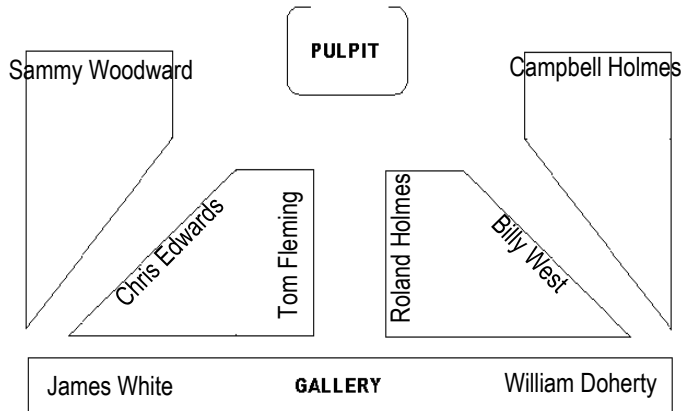 PULPIT
Sammy Woodward
Campbell Holmes
Chris Edwards
Tom Fleming
Roland Holmes
Billy West
James White
GALLERY
William Doherty